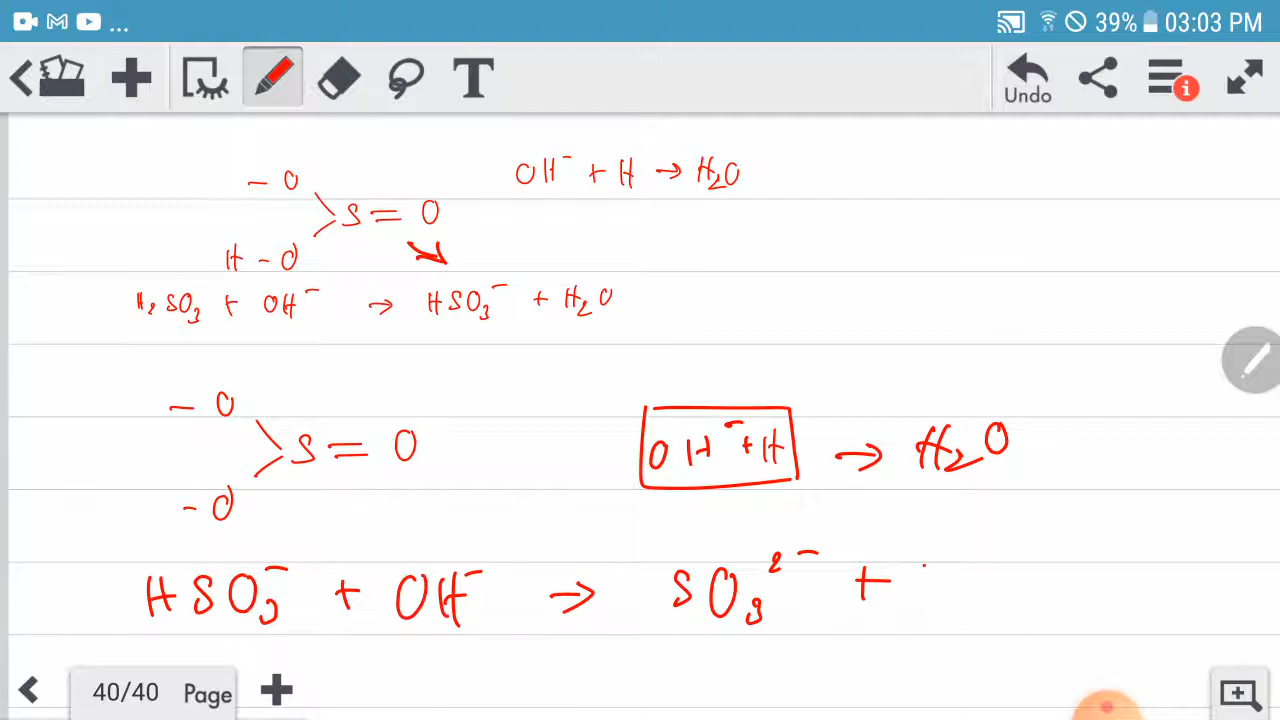 ... 39% 03:03 PM
T Undo
- O OH⁻ + H → H₂O
S = O
H - O
H₂SO₃ + OH⁻ → HSO₃⁻ + H₂O
- O
S = O OH⁻ + H → H₂O
- O
HSO₃⁻ + OH⁻ → SO₃²⁻ +
40/40 Page